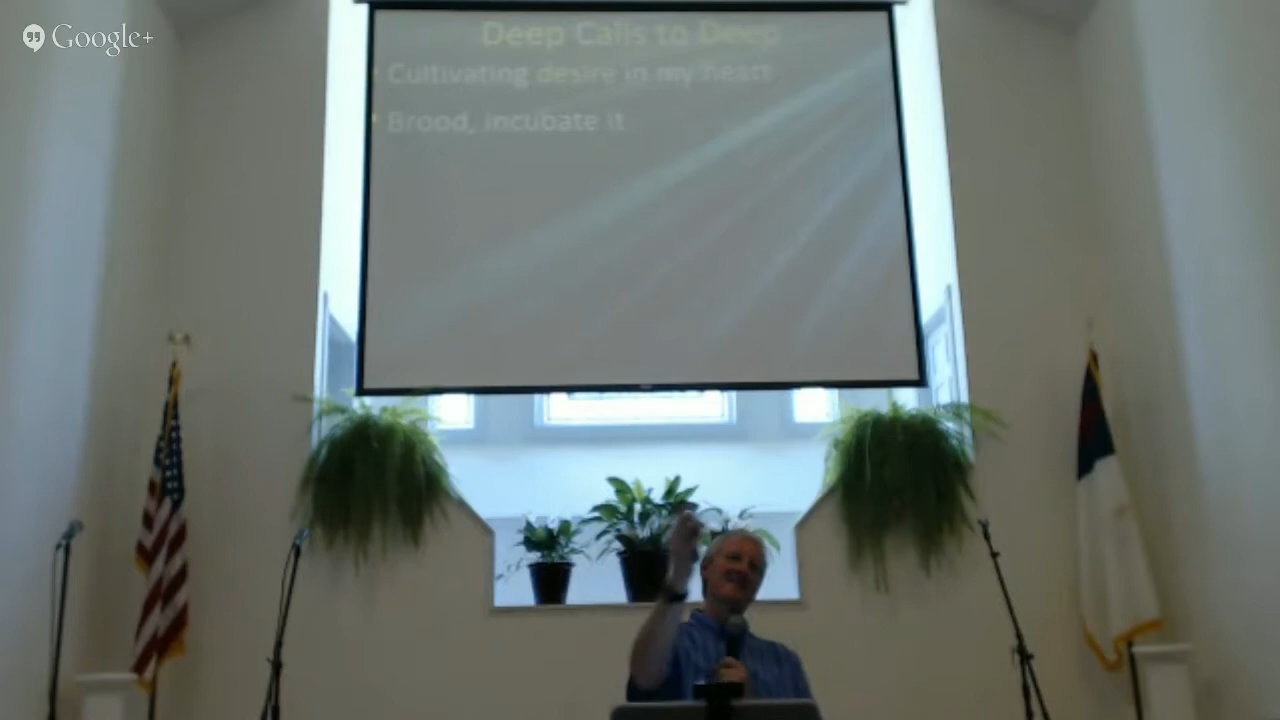 Google+
Deep Calls to Deep
• Cultivating desire in my heart
• Brood, incubate it